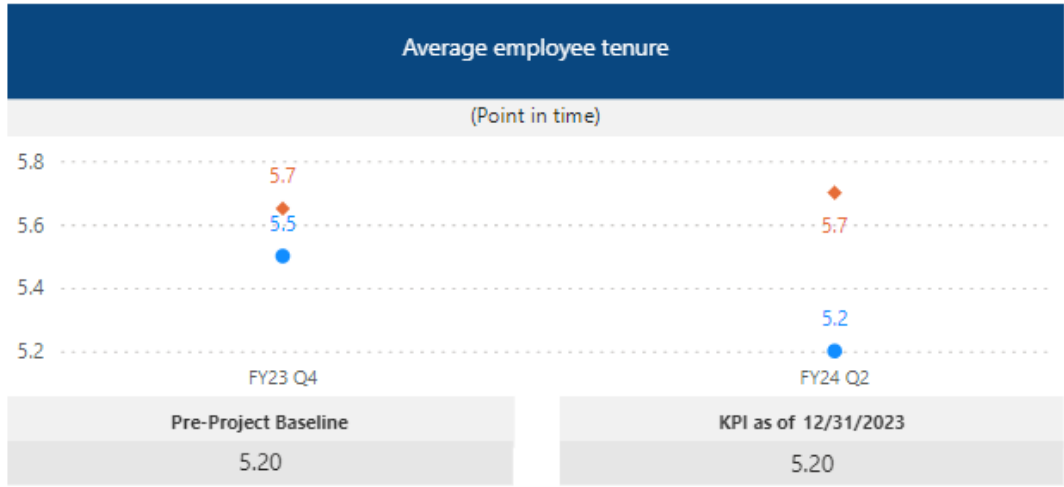 Average employee tenure
(Point in time)
5.8
5.7
5.6
5.5
5.7
5.4
5.2
5.2
FY23 Q4
FY24 Q2
Pre-Project Baseline
KPI as of 12/31/2023
5.20
5.20